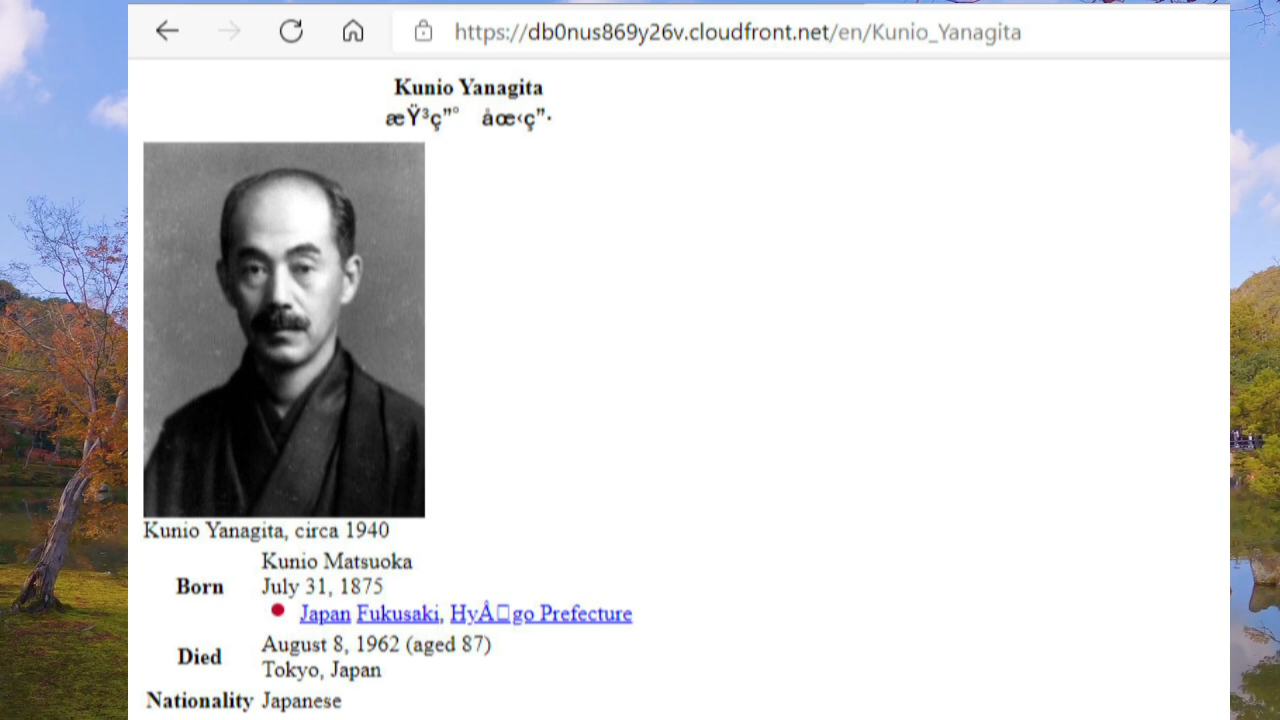 https://db0nus869y26v.cloudfront.net/en/Kunio_Yanagita
Kunio Yanagita
æŸ³ç”° åœ‹ç”·
Kunio Yanagita, circa 1940
Kunio Matsuoka
Born July 31, 1875
Japan Fukusaki, HyÅ□go Prefecture
August 8, 1962 (aged 87)
Died
Tokyo, Japan
Nationality Japanese